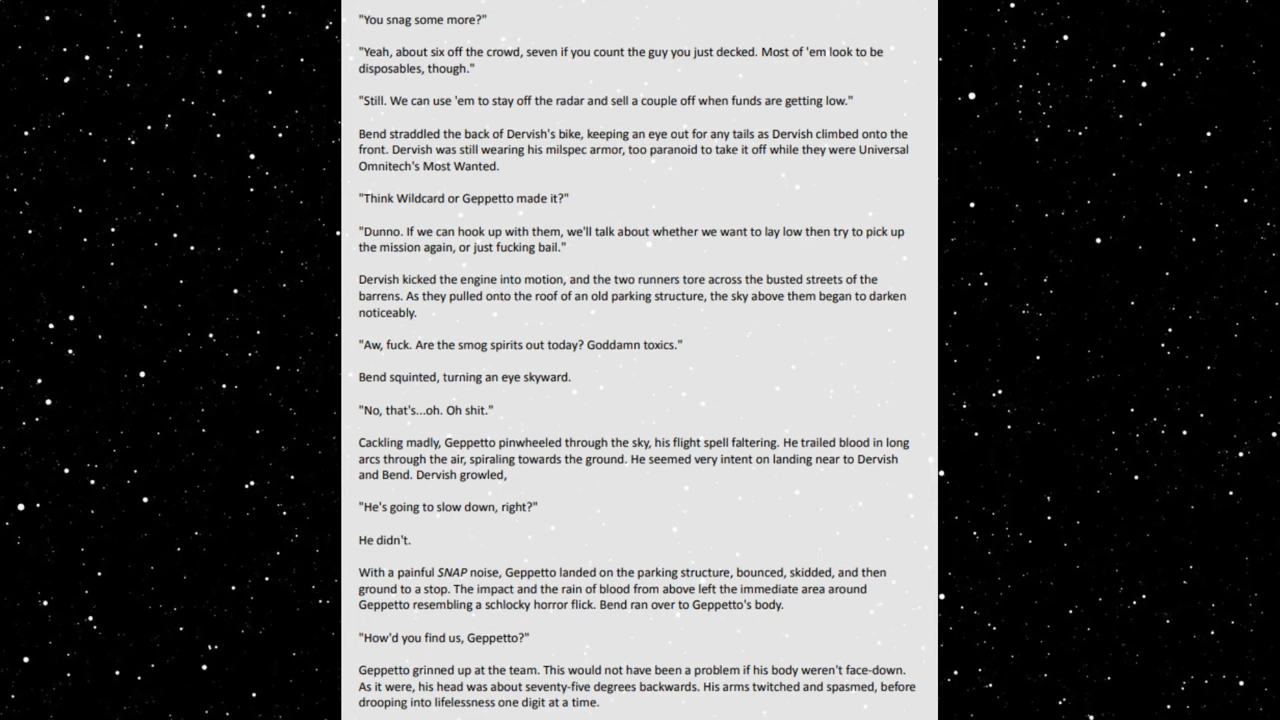 "You snag some more?"
"Yeah, about six off the crowd, seven if you count the guy you just decked. Most of 'em look to be
disposables, though."
"Still. We can use 'em to stay off the radar and sell a couple off when funds are getting low."
Bend straddled the back of Dervish's bike, keeping an eye out for any tails as Dervish climbed onto the
front. Dervish was still wearing his milspec armor, too paranoid to take it off while they were Universal
Omnitech's Most Wanted.
"Think Wildcard or Geppetto made it?"
"Dunno. If we can hook up with them, we'll talk about whether we want to lay low then try to pick up
the mission again, or just fucking bail."
Dervish kicked the engine into motion, and the two runners tore across the busted streets of the
barrens. As they pulled onto the roof of an old parking structure, the sky above them began to darken
noticeably.
"Aw, fuck. Are the smog spirits out today? Goddamn toxics."
Bend squinted, turning an eye skyward.
"No, that's...oh. Oh shit."
Cackling madly, Geppetto pinwheeled through the sky, his flight spell faltering. He trailed blood in long
arcs through the air, spiraling towards the ground. He seemed very intent on landing near to Dervish
and Bend. Dervish growled,
"He's going to slow down, right?"
He didn't.
With a painful SNAP noise, Geppetto landed on the parking structure, bounced, skidded, and then
ground to a stop. The impact and the rain of blood from above left the immediate area around
Geppetto resembling a schlocky horror flick. Bend ran over to Geppetto's body.
"How'd you find us, Geppetto?"
Geppetto grinned up at the team. This would not have been a problem if his body weren't face-down.
As it were, his head was about seventy-five degrees backwards. His arms twitched and spasmed, before
drooping into lifelessness one digit at a time.